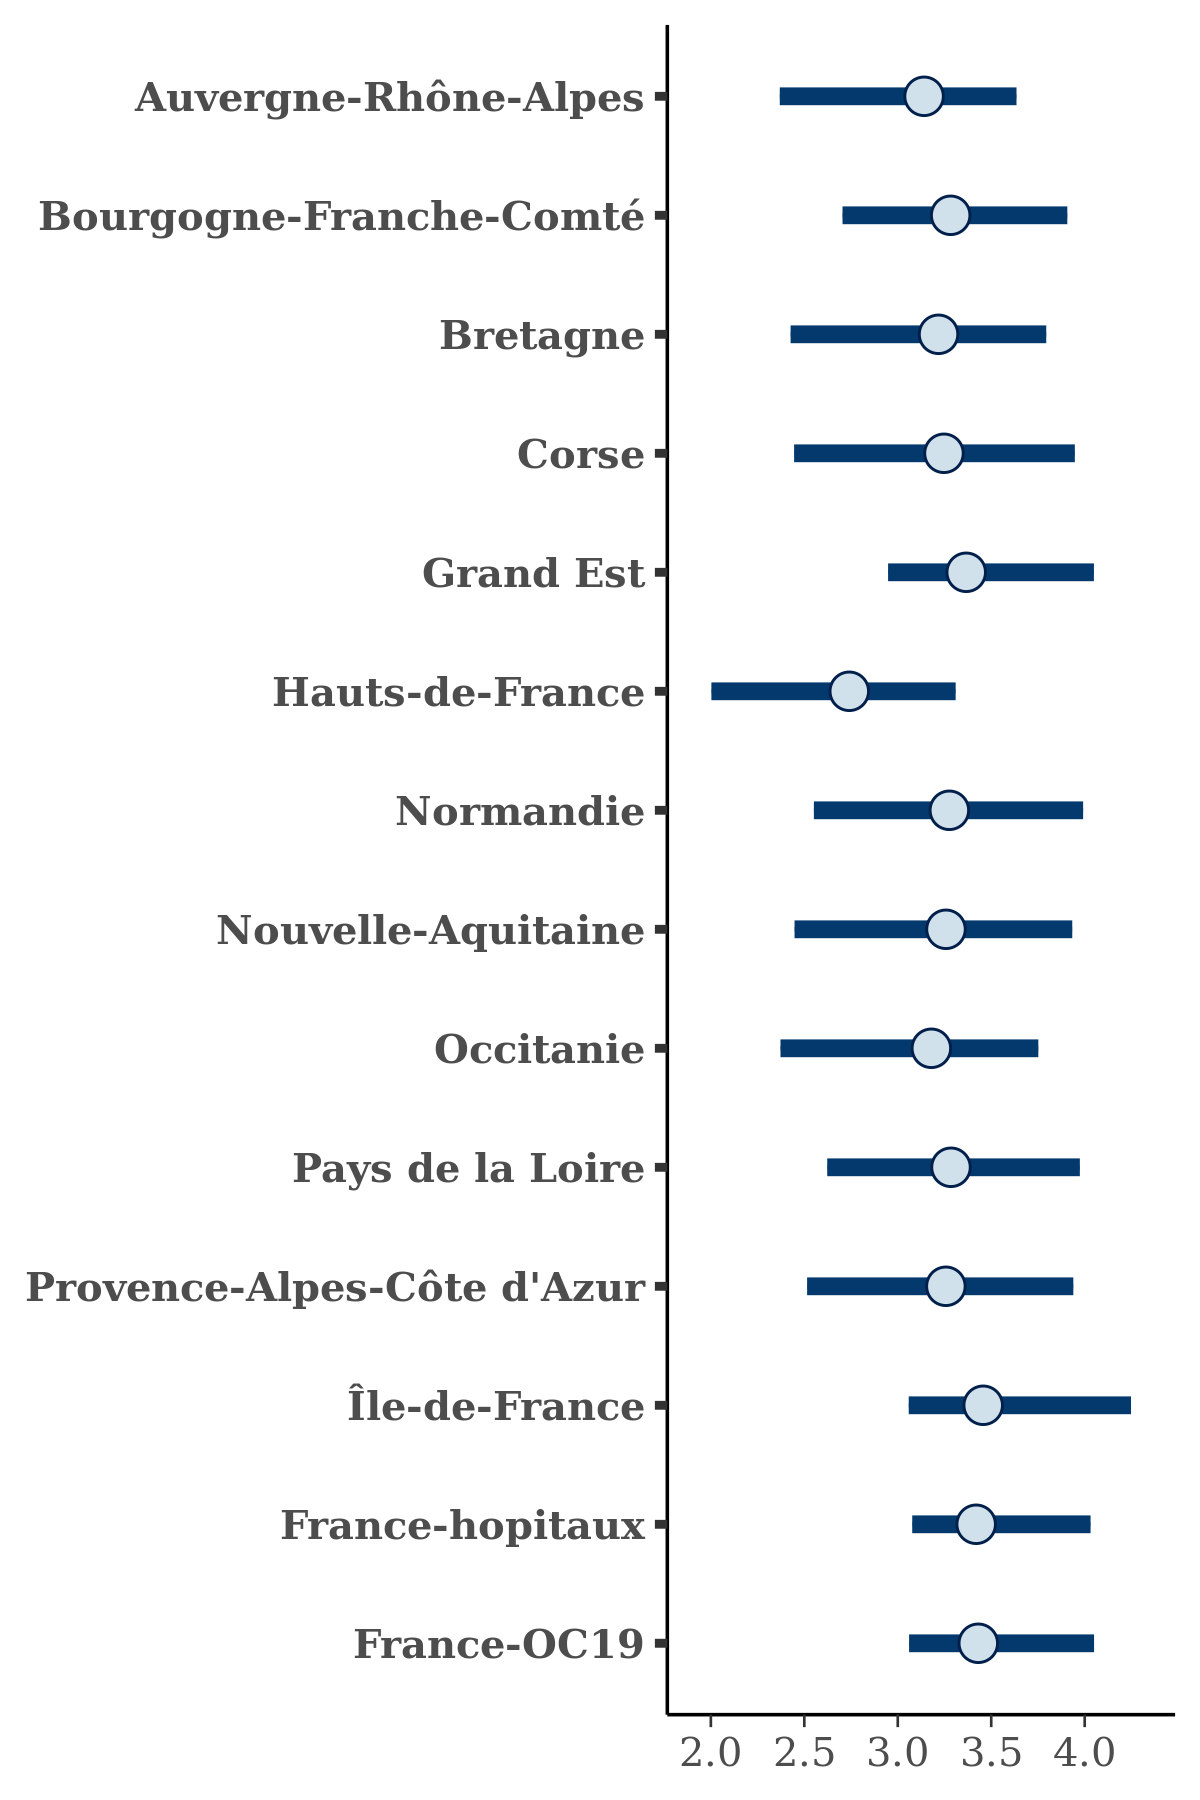 Auvergne-Rhône-Alpes
Bourgogne-Franche-Comté
Bretagne
Corse
Grand Est
Hauts-de-France
Normandie
Nouvelle-Aquitaine
Occitanie
Pays de la Loire
Provence-Alpes-Côte d'Azur
Île-de-France
France-hopitaux
France-OC19
2.0 2.5 3.0 3.5 4.0